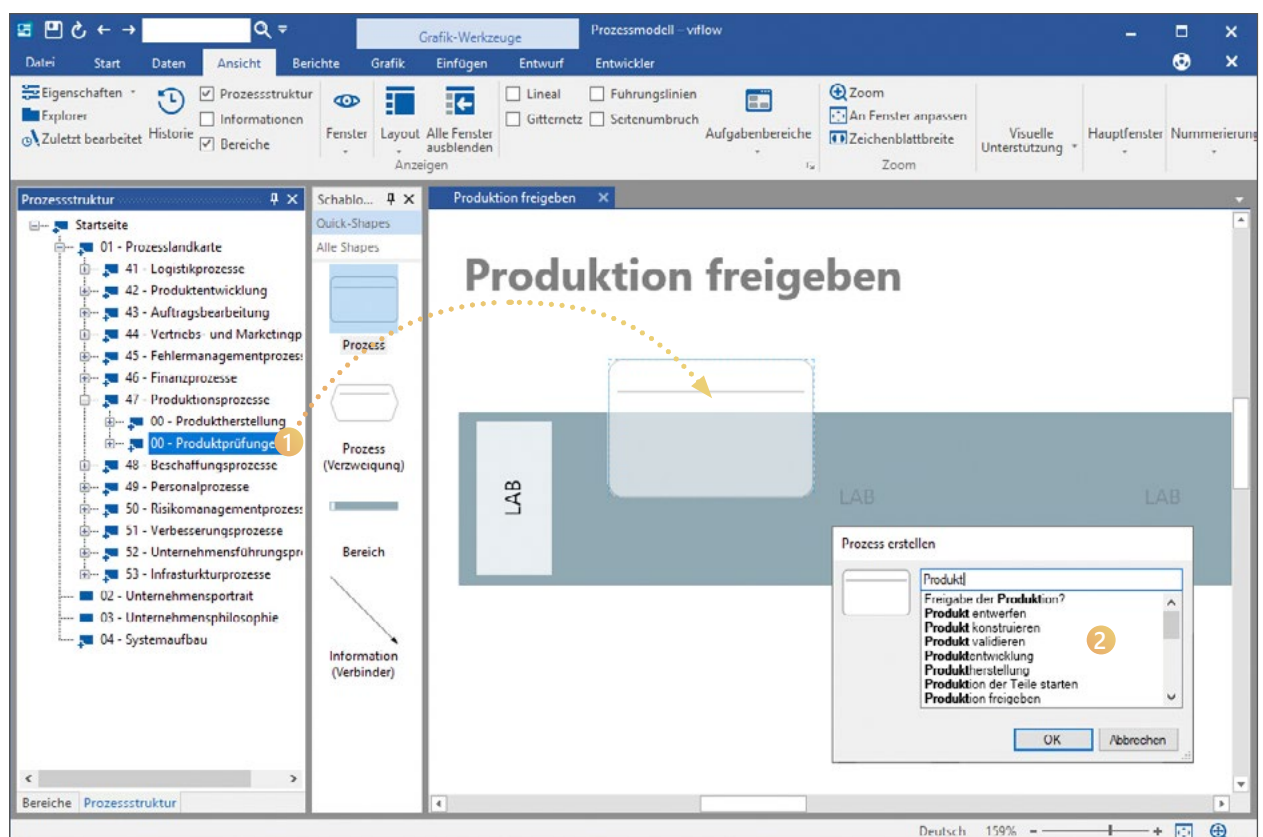 Grafik-Werkzeuge
Prozessmodell - viflow
Datei Start Daten Ansicht Berichte Grafik Einfügen Entwurf Entwickler
Eigenschaften
Explorer
Zuletzt bearbeitet
Historie
Prozessstruktur
Informationen
Bereiche
Fenster
Layout
Alle Fenster
ausblenden
Anzeigen
Lineal
Führungslinien
Gitternetz
Seitenumbruch
Aufgabenbereiche
Zoom
An Fenster anpassen
Zeichenblattbreite
Zoom
Visuelle
Unterstützung
Hauptfenster
Nummerierung
Prozessstruktur
Startseite
01 - Prozesslandkarte
41 - Logistikprozesse
42 - Produktentwicklung
43 - Auftragsbearbeitung
44 - Vertriebs- und Marketingp
45 - Fehlermanagementprozes:
46 - Finanzprozesse
47 - Produktionsprozesse
00 - Produktherstellung
00 - Produktprüfunge
1
48 - Beschaffungsprozesse
49 - Personalprozesse
50 - Risikomanagementprozes:
51 - Verbesserungsprozesse
52 - Unternehmensführungspr
53 - Infrasturkturprozesse
02 - Unternehmensportrait
03 - Unternehmensphilosophie
04 - Systemaufbau
Bereiche Prozessstruktur
Schablo...
Quick-Shapes
Alle Shapes
Prozess
Prozess
(Verzweigung)
Bereich
Information
(Verbinder)
Produktion freigeben
Produktion freigeben
LAB
LAB
LAB
Prozess erstellen
Produkt
Freigabe der Produktion?
Produkt entwerfen
Produkt konstruieren
Produkt validieren
Produktentwicklung
Produktherstellung
Produktion der Teile starten
Produktion freigeben
2
OK
Abbrechen
Deutsch 159%